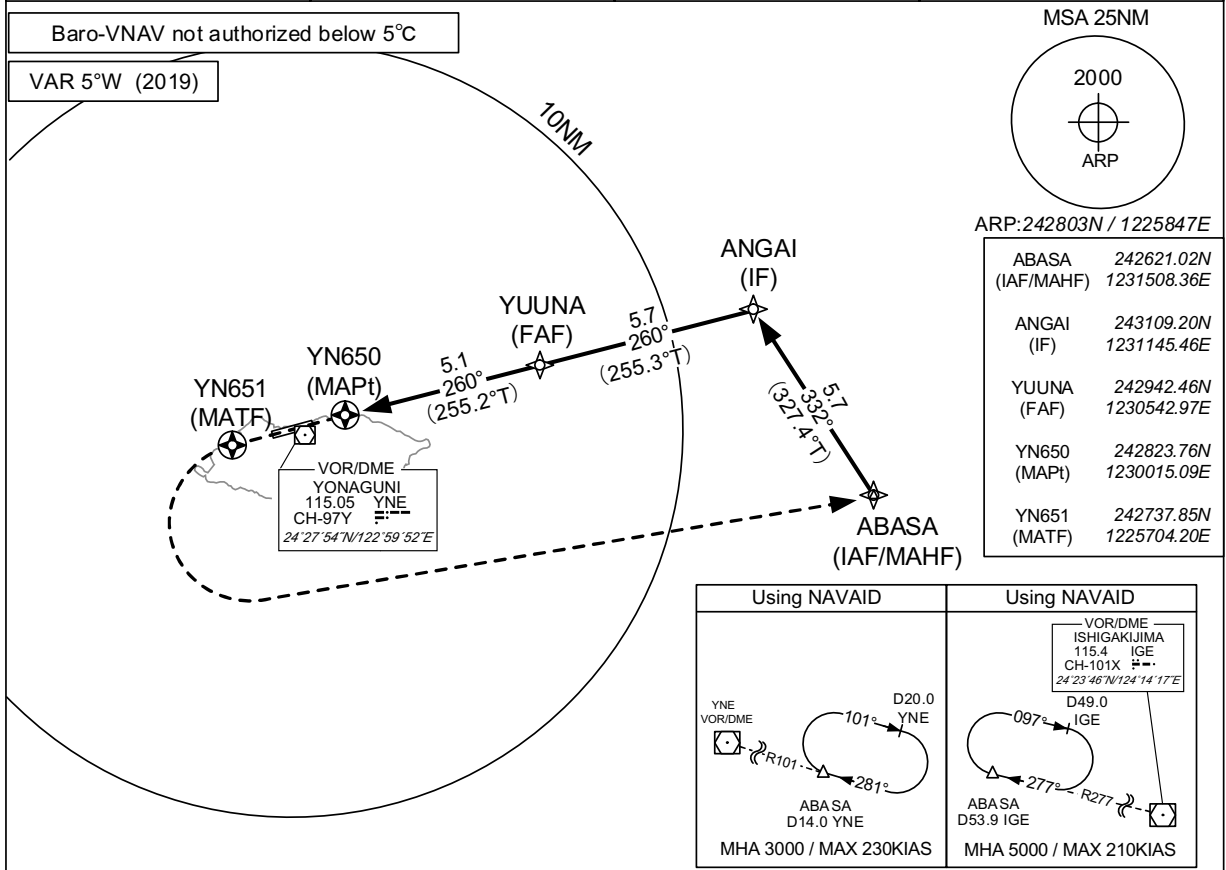 Baro-VNAV not authorized below 5°C
VAR 5°W (2019)
10NM
MSA 25NM
2000
ARP
ARP:242803N / 1225847E
ABASA 242621.02N
(IAF/MAHF) 1231508.36E
ANGAI 243109.20N
(IF) 1231145.46E
YUUNA 242942.46N
(FAF) 1230542.97E
YN650 242823.76N
(MAPt) 1230015.09E
YN651 242737.85N
(MATF) 1225704.20E
ANGAI
(IF)
5.7
260°
(255.3°T)
YUUNA
(FAF)
5.1
260°
(255.2°T)
YN650
(MAPt)
YN651
(MATF)
5.7
332°
(327.4°T)
ABASA
(IAF/MAHF)
VOR/DME
YONAGUNI
115.05 YNE
CH-97Y
24°27'54"N/122°59'52"E
Using NAVAID
YNE
VOR/DME
R101
101°
D20.0
YNE
281°
ABASA
D14.0 YNE
MHA 3000 / MAX 230KIAS
Using NAVAID
VOR/DME
ISHIGAKIJIMA
115.4 IGE
CH-101X
24°23'46"N/124°14'17"E
097°
D49.0
IGE
277°
R277
ABASA
D53.9 IGE
MHA 5000 / MAX 210KIAS